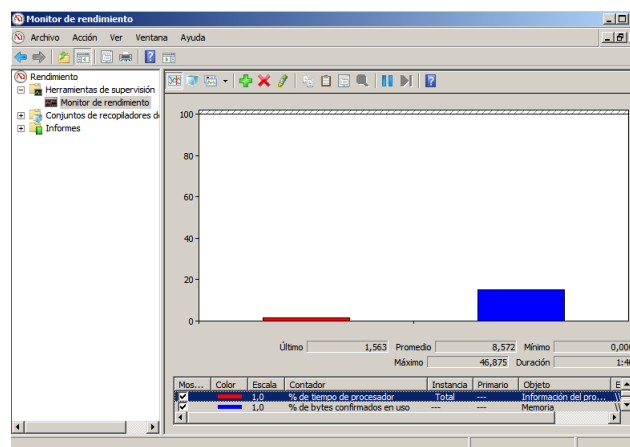 Monitor de rendimiento
Archivo Acción Ver Ventana Ayuda
Rendimiento
Herramientas de supervisión
Monitor de rendimiento
Conjuntos de recopiladores d
Informes
100
80
60
40
20
0
Último 1,563 Promedio 8,572 Mínimo 0,00
Máximo 46,875 Duración 1:4
Mos... Color Escala Contador Instancia Primario Objeto E
1,0 % de tiempo de procesador _Total --- Información del pro... \\
1,0 % de bytes confirmados en uso --- --- Memoria